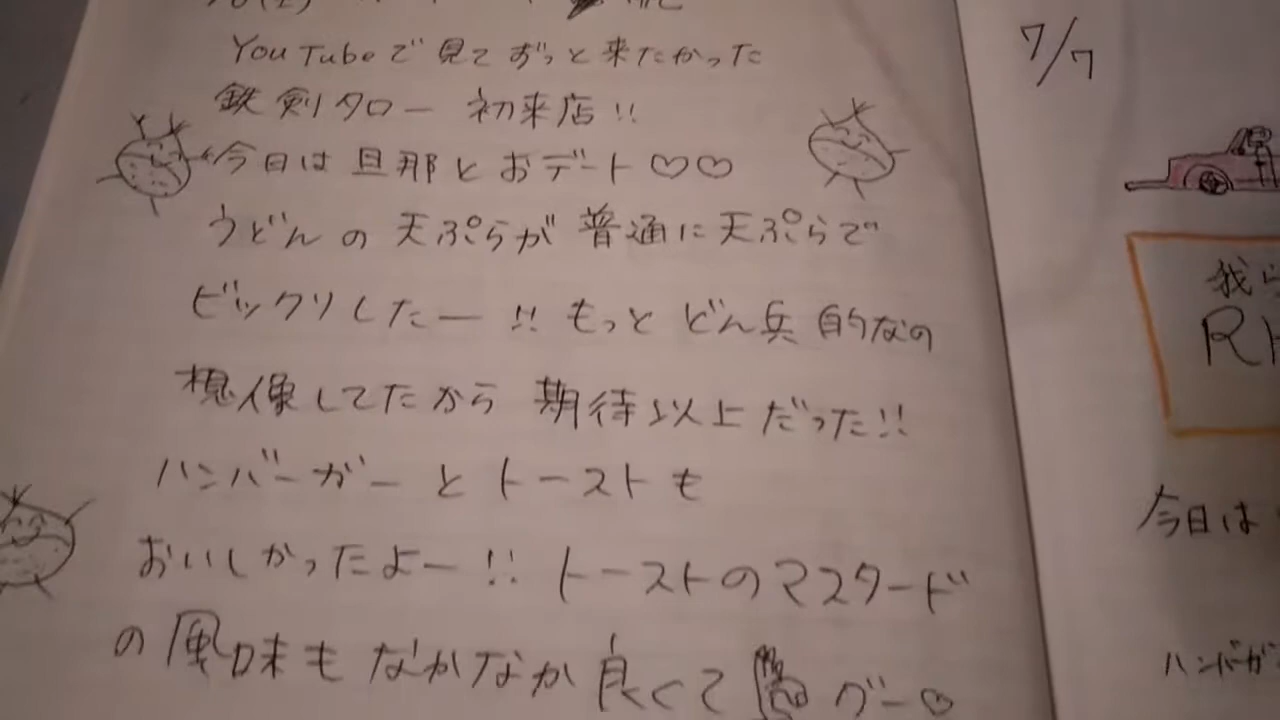 YouTubeで見てずっと来たかった
鉄剣タロー 初来店!!
今日は旦那とおデート♡♡
うどんの天ぷらが普通に天ぷらで
ビックリしたー!! もっとどん兵的なの
想像してたから期待以上だった!!
ハンバーガーとトーストも
おいしかったよー!! トーストのマスタード
の風味もなかなか良くて グー♡
7/7
我ら
今日は
ハンバガ